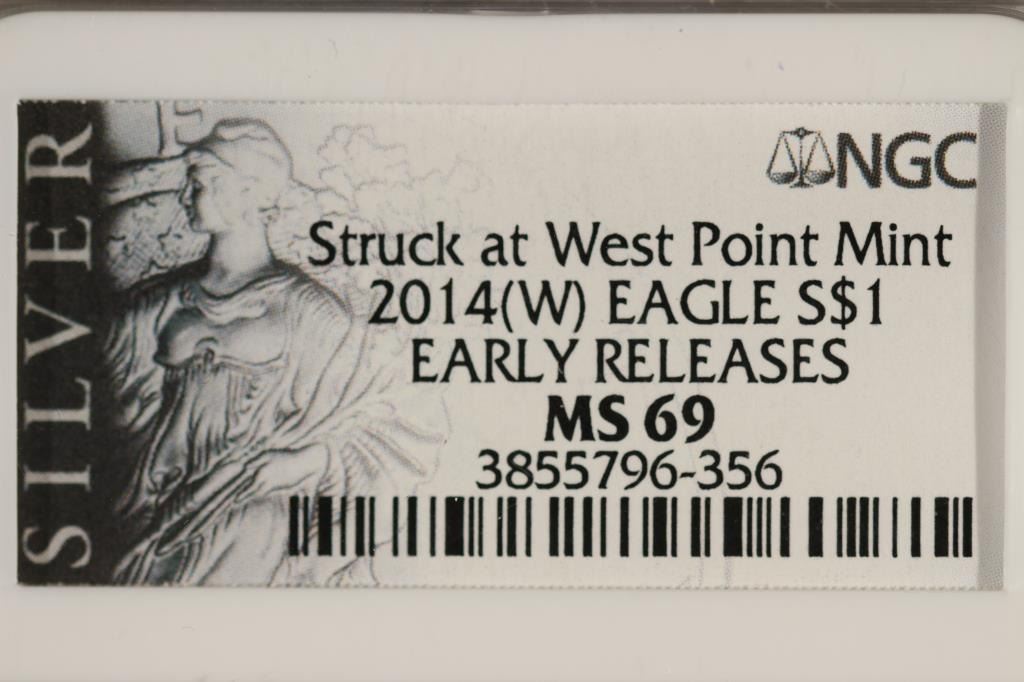 SILVER
NGC
Struck at West Point Mint
2014(W) EAGLE S$1
EARLY RELEASES
MS 69
3855796-356